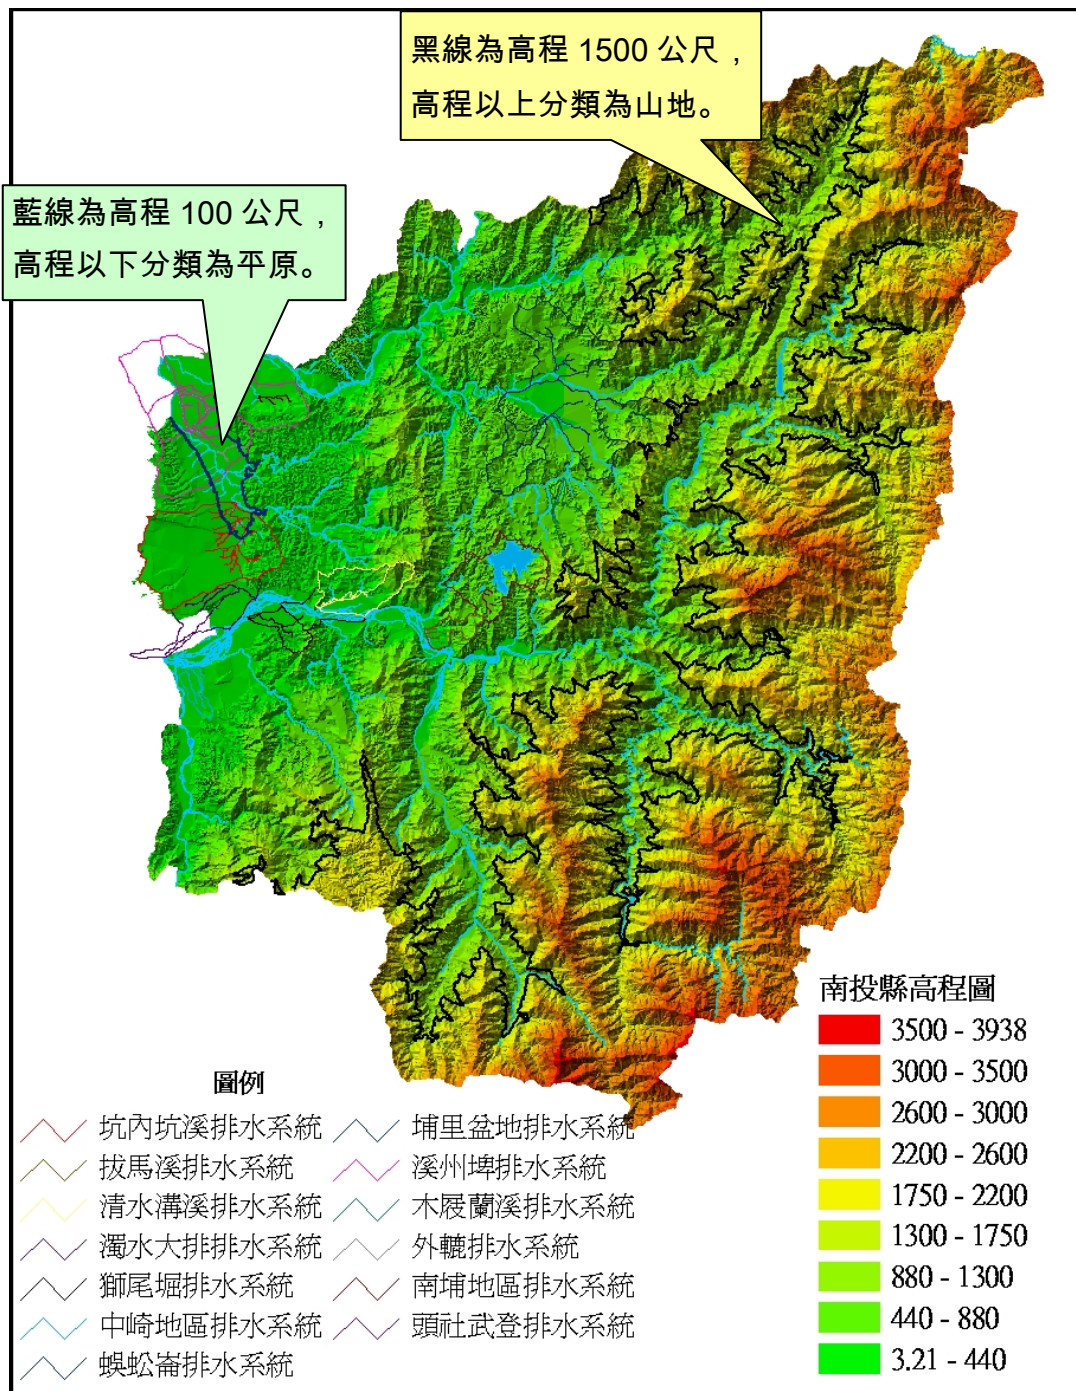 黑線為高程 1500 公尺，
高程以上分類為山地。
藍線為高程 100 公尺，
高程以下分類為平原。
南投縣高程圖
3500 - 3938
3000 - 3500
2600 - 3000
2200 - 2600
1750 - 2200
1300 - 1750
880 - 1300
440 - 880
3.21 - 440
圖例
坑內坑溪排水系統
拔馬溪排水系統
清水溝溪排水系統
濁水大排排水系統
獅尾堀排水系統
中崎地區排水系統
蜈蚣崙排水系統
埔里盆地排水系統
溪州埤排水系統
木屐蘭溪排水系統
外轆排水系統
南埔地區排水系統
頭社武登排水系統